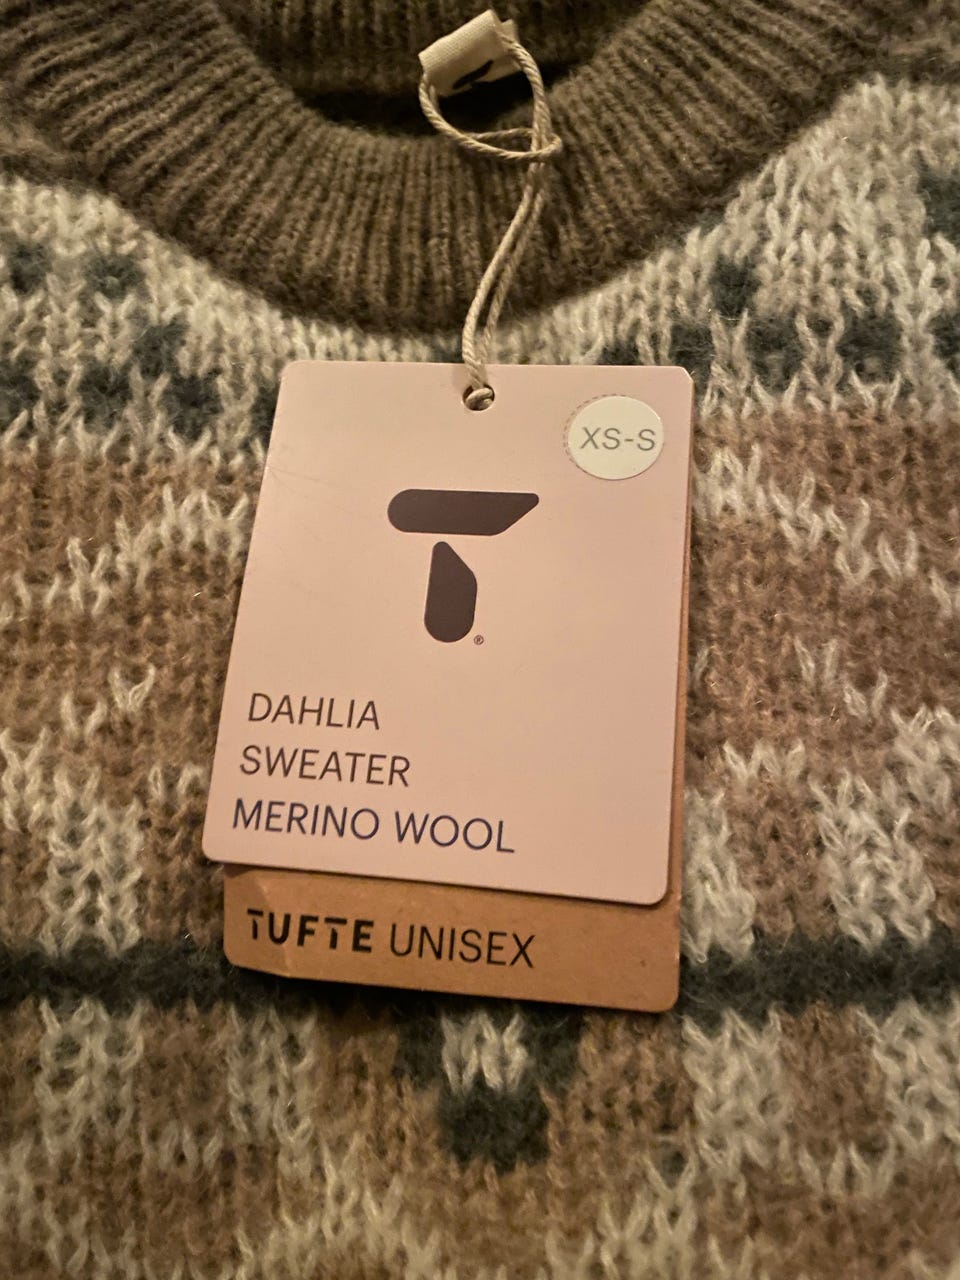 XS-S
T
®
DAHLIA
SWEATER
MERINO WOOL
TUFTE UNISEX